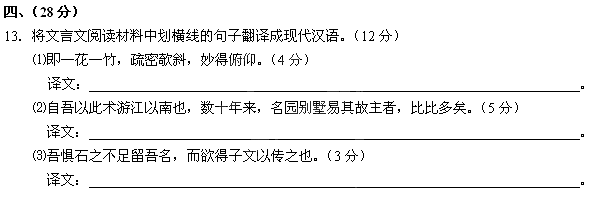 四、（28分）
13. 将文言文阅读材料中划横线的句子翻译成现代汉语。（12分）
⑴即一花一竹，疏密欹斜，妙得俯仰。（4分）
译文：________________________________________。
⑵自吾以此术游江以南也，数十年来，名园别墅易其故主者，比比多矣。（5分）
译文：________________________________________。
⑶吾惧石之不足留吾名，而欲得子文以传之也。（3分）
译文：________________________________________。